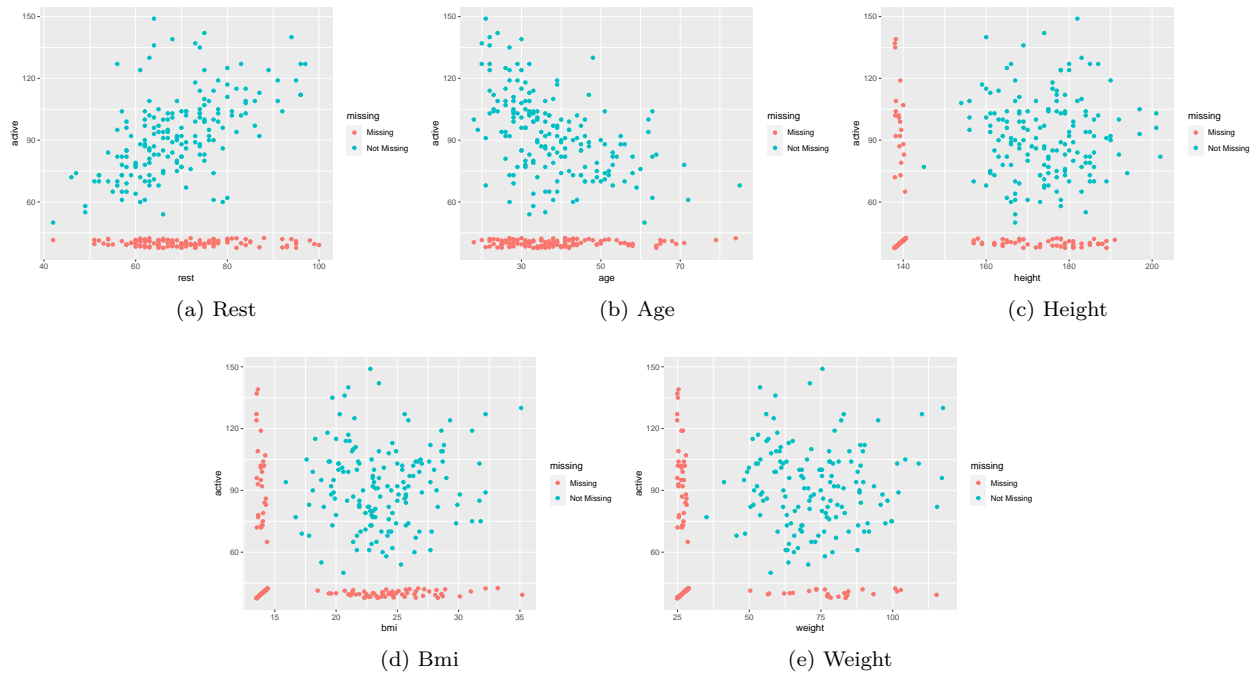 150
120
90
60
active
40
60
80
100
rest
missing
Missing
Not Missing
(a) Rest
150
120
90
60
active
30
50
70
age
missing
Missing
Not Missing
(b) Age
150
120
90
60
active
140
160
180
200
height
missing
Missing
Not Missing
(c) Height
150
120
90
60
active
15
20
25
30
35
bmi
missing
Missing
Not Missing
(d) Bmi
150
120
90
60
active
25
50
75
100
weight
missing
Missing
Not Missing
(e) Weight